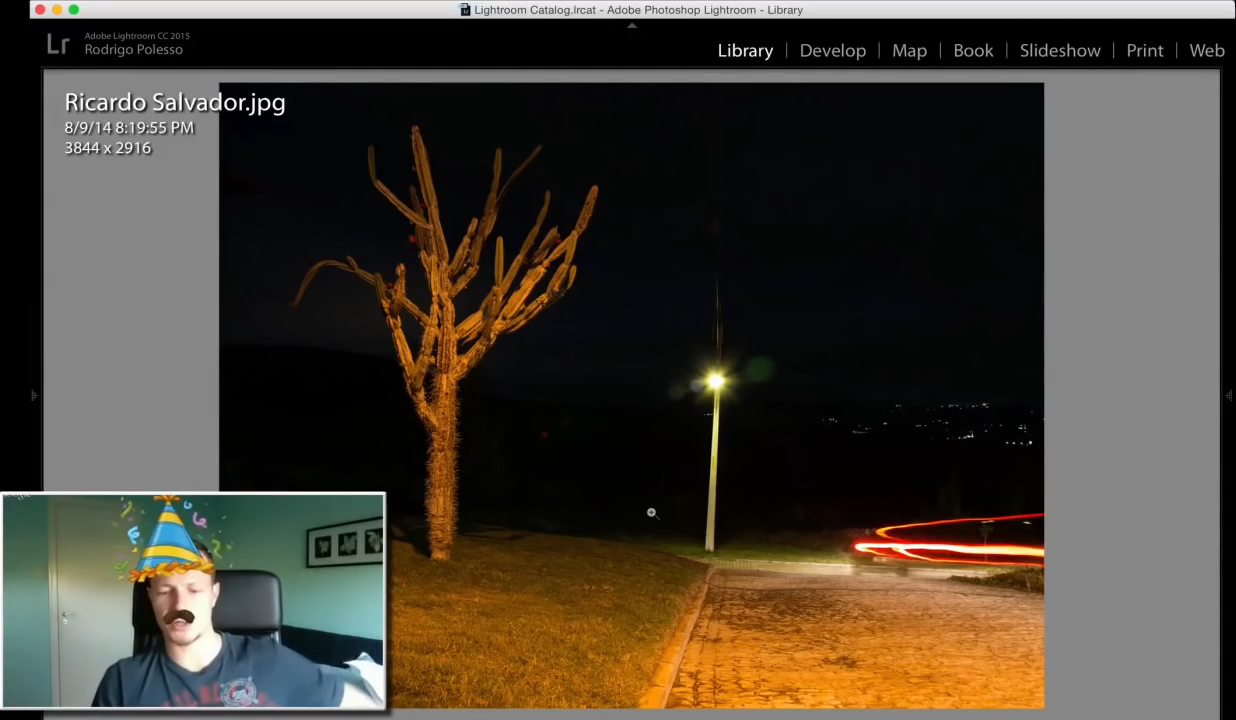 Lightroom Catalog.lrcat - Adobe Photoshop Lightroom - Library
Lr
Adobe Lightroom CC 2015
Rodrigo Polesso
Library | Develop | Map | Book | Slideshow | Print | Web
Ricardo Salvador.jpg
8/9/14 8:19:55 PM
3844 x 2916